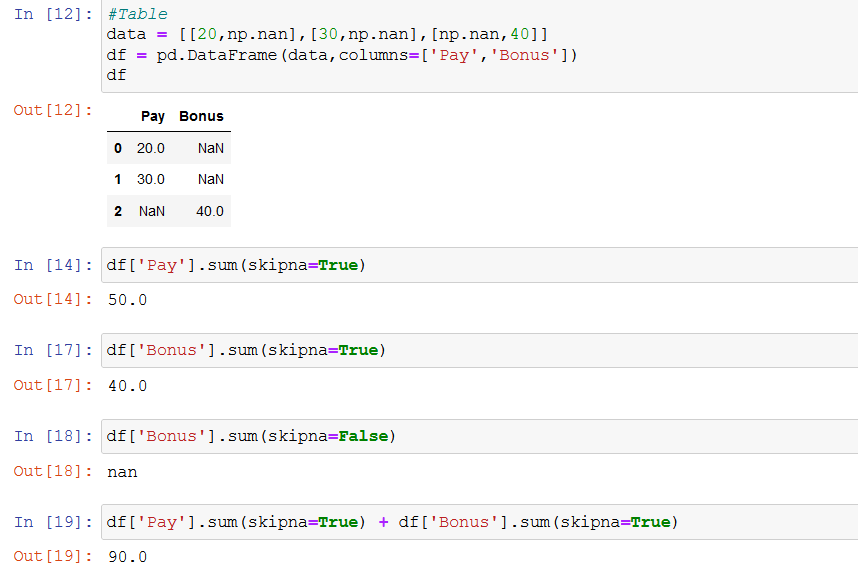 In [12]: #Table
data = [[20,np.nan],[30,np.nan],[np.nan,40]]
df = pd.DataFrame(data,columns=['Pay','Bonus'])
df
Out[12]:
Pay Bonus
0 20.0 NaN
1 30.0 NaN
2 NaN 40.0
In [14]: df['Pay'].sum(skipna=True)
Out[14]: 50.0
In [17]: df['Bonus'].sum(skipna=True)
Out[17]: 40.0
In [18]: df['Bonus'].sum(skipna=False)
Out[18]: nan
In [19]: df['Pay'].sum(skipna=True) + df['Bonus'].sum(skipna=True)
Out[19]: 90.0